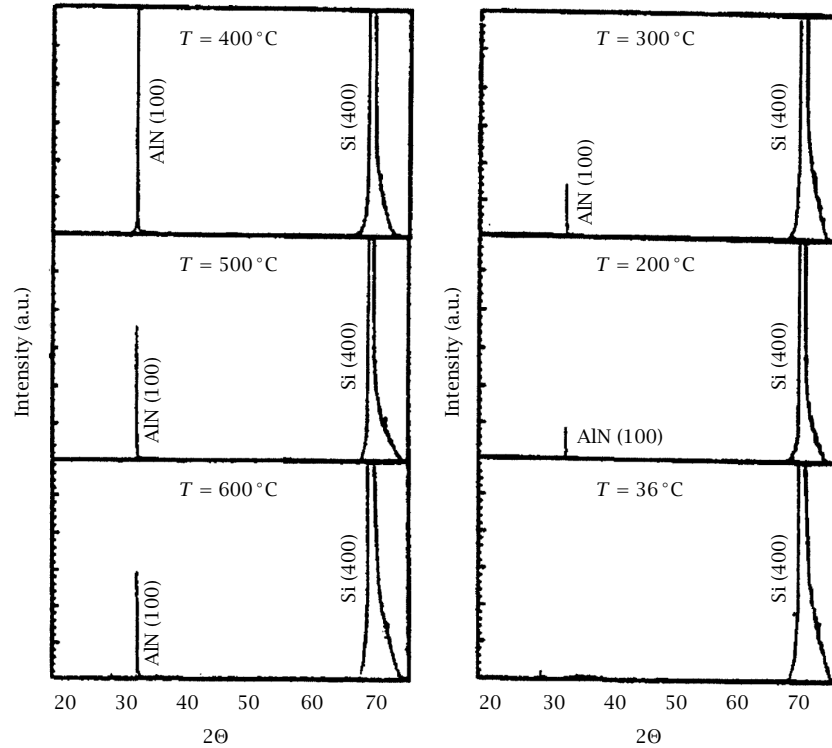 T = 400 °C
AlN (100)
Si (400)
T = 500 °C
AlN (100)
Si (400)
T = 600 °C
AlN (100)
Si (400)
Intensity (a.u.)
20 30 40 50 60 70
2Θ
T = 300 °C
AlN (100)
Si (400)
T = 200 °C
AlN (100)
Si (400)
T = 36 °C
Si (400)
Intensity (a.u.)
20 30 40 50 60 70
2Θ